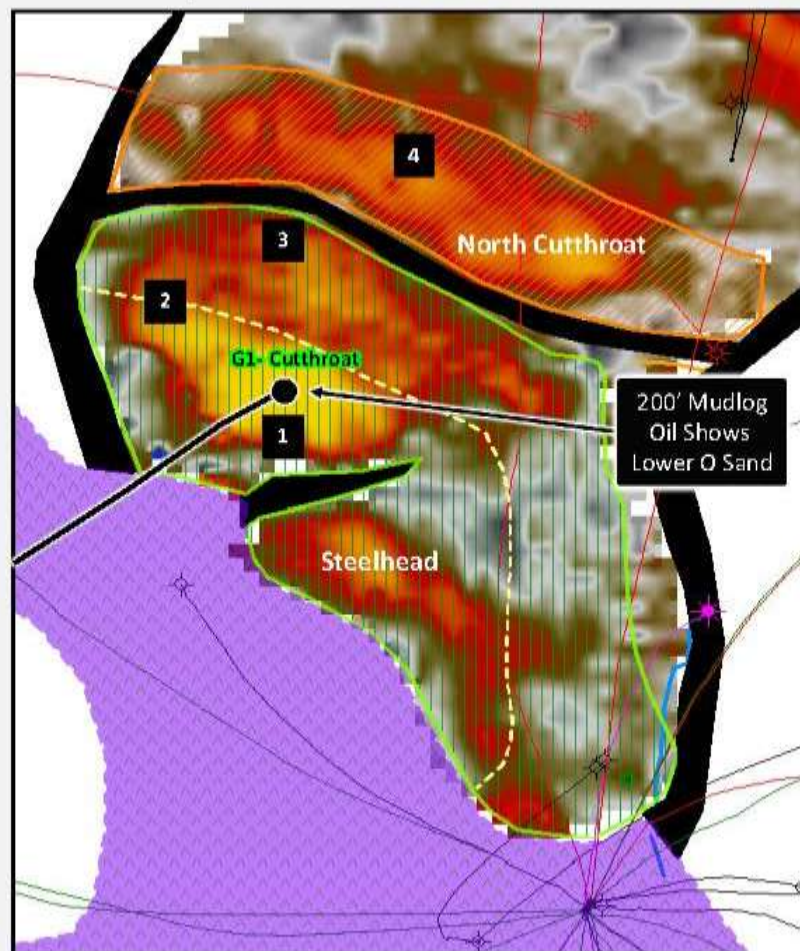 4
North Cutthroat
3
2
G1- Cutthroat
200' Mudlog
Oil Shows
Lower O Sand
1
Steelhead